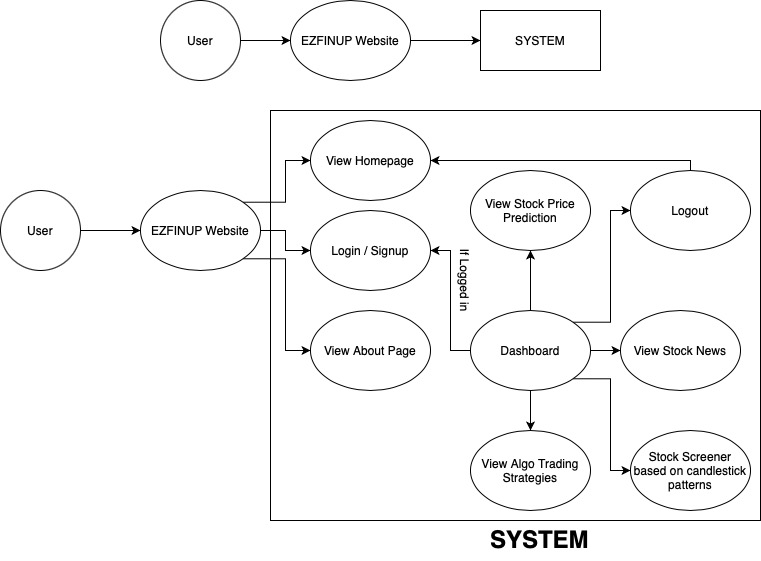 User
EZFINUP Website
SYSTEM
View Homepage
View Stock Price
Prediction
Logout
User
EZFINUP Website
Login / Signup
If Logged in
View About Page
Dashboard
View Stock News
View Algo Trading
Strategies
Stock Screener
based on candlestick
patterns
SYSTEM